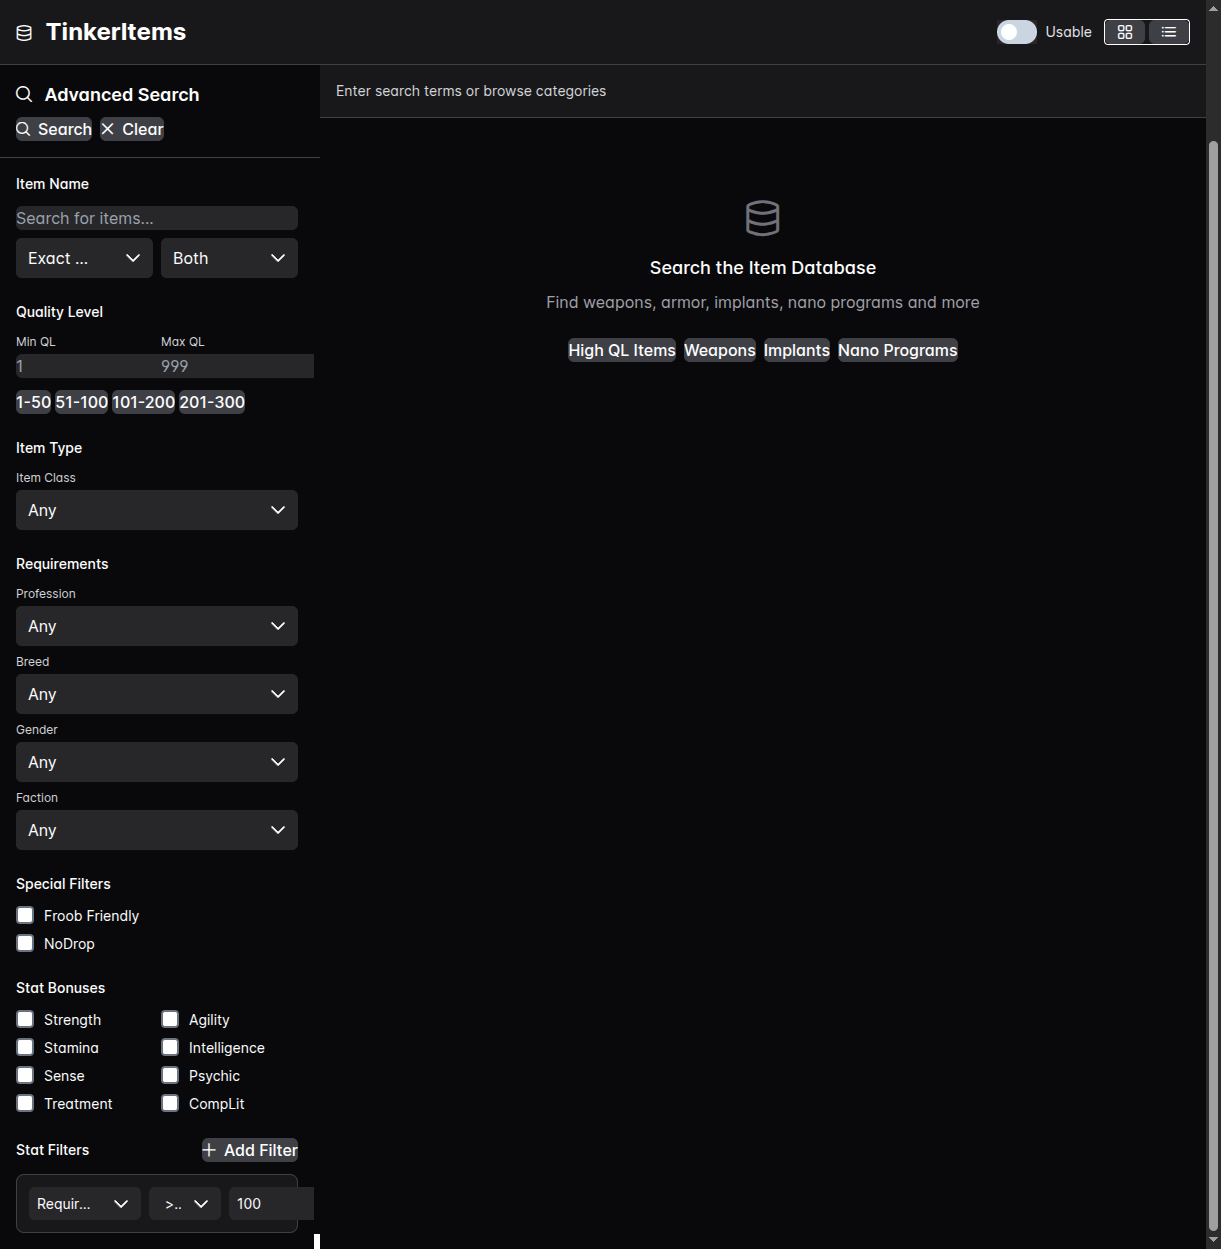 TinkerItems
Usable
Advanced Search
Search Clear
Enter search terms or browse categories
Item Name
Search for items...
Exact ... Both
Quality Level
Min QL Max QL
1 999
1-50 51-100 101-200 201-300
Item Type
Item Class
Any
Requirements
Profession
Any
Breed
Any
Gender
Any
Faction
Any
Special Filters
Froob Friendly
NoDrop
Stat Bonuses
Strength Agility
Stamina Intelligence
Sense Psychic
Treatment CompLit
Stat Filters Add Filter
Requir... >.. 100
Search the Item Database
Find weapons, armor, implants, nano programs and more
High QL Items Weapons Implants Nano Programs